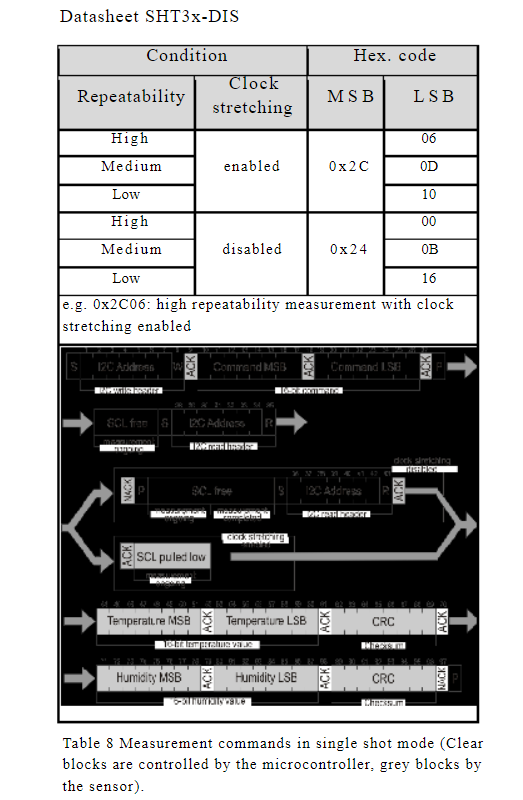 Datasheet SHT3x-DIS
Condition Hex. code
Repeatability Clock stretching MSB LSB
High 06
Medium enabled 0x2C 0D
Low 10
High 00
Medium disabled 0x24 0B
Low 16
e.g. 0x2C06: high repeatability measurement with clock
stretching enabled
S I2C Address W ACK Command MSB ACK Command LSB ACK P
I2C write header 16-bit command
SCL free S I2C Address R
measurement ongoing I2C read header
clock stretching disabled
NACK P SCL free S I2C Address R ACK
measurement ongoing measurement completed I2C read header
clock stretching
ACK SCL pulled low
Temperature MSB ACK Temperature LSB ACK CRC ACK
16-bit temperature value Checksum
Humidity MSB ACK Humidity LSB ACK CRC NACK P
6-bit humidity value Checksum
Table 8 Measurement commands in single shot mode (Clear
blocks are controlled by the microcontroller, grey blocks by
the sensor).